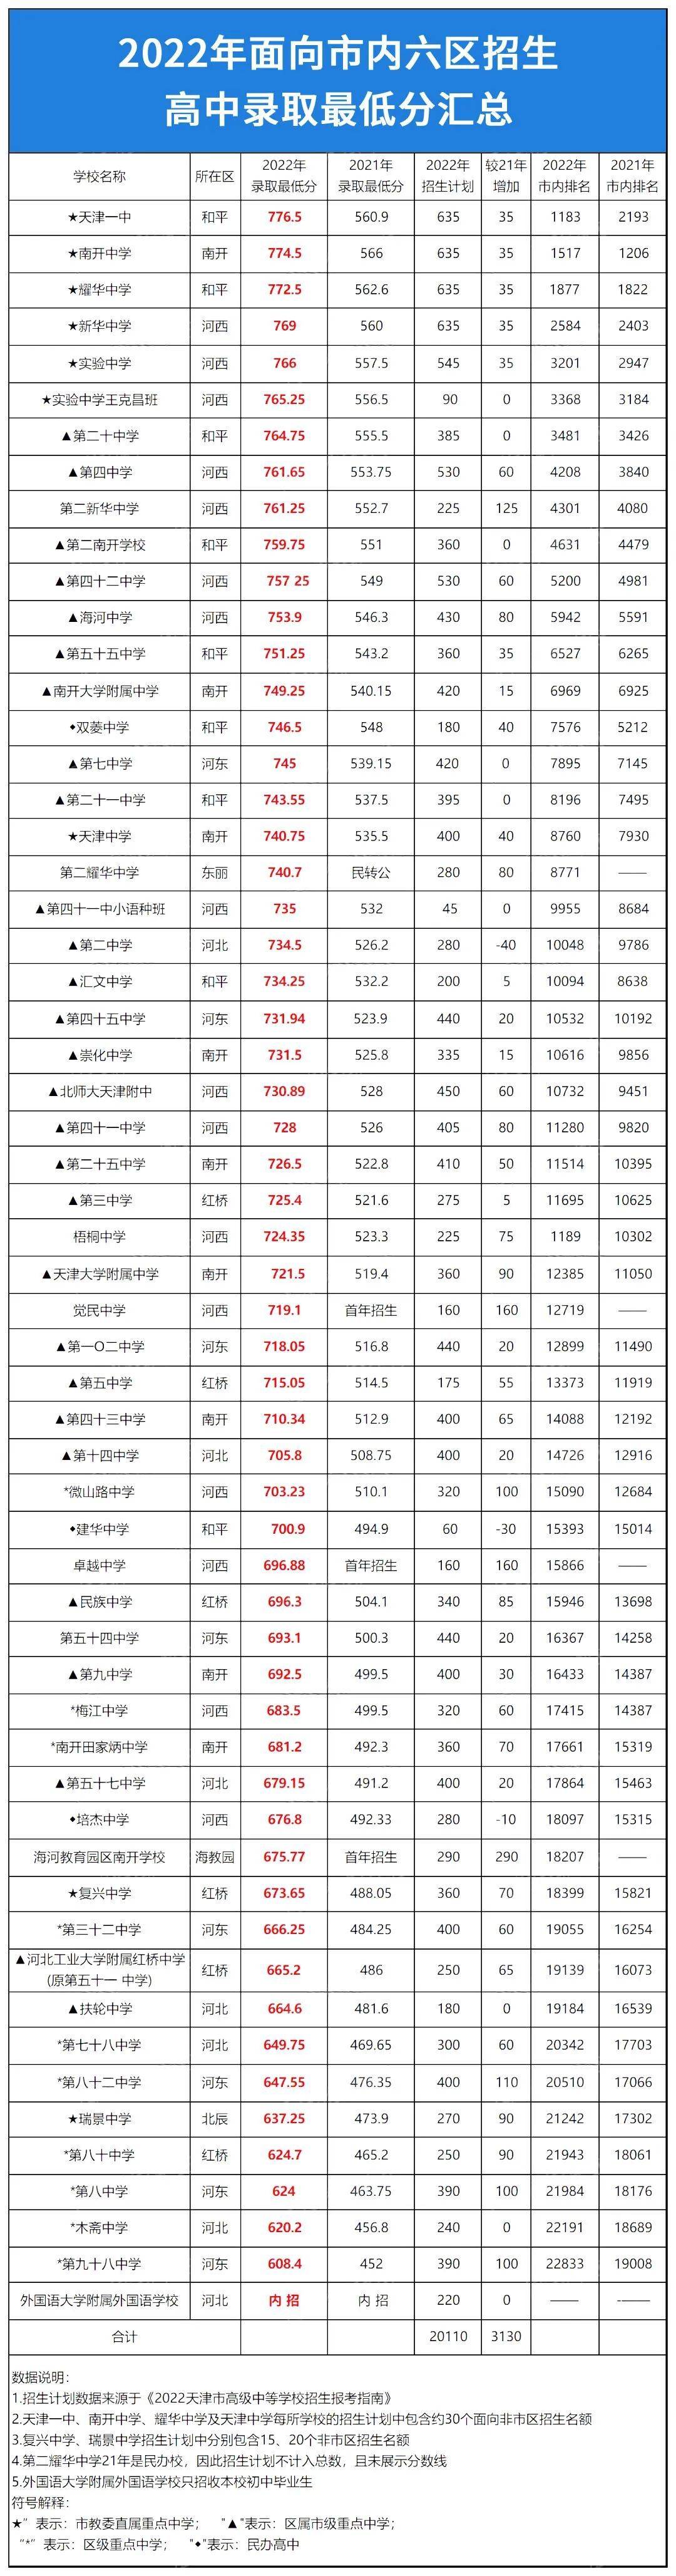 2022年面向市内六区招生
高中录取最低分汇总
学校名称 所在区 2022年录取最低分 2021年录取最低分 2022年招生计划 较21年增加 2022年市内排名 2021年市内排名
★天津一中 和平 776.5 560.9 635 35 1183 2193
★南开中学 南开 774.5 566 635 35 1517 1206
★耀华中学 和平 772.5 562.6 635 35 1877 1822
★新华中学 河西 769 560 635 35 2584 2403
★实验中学 河西 766 557.5 545 35 3201 2947
★实验中学王克昌班 河西 765.25 556.5 90 0 3368 3184
▲第二十中学 和平 764.75 555.5 385 0 3481 3426
▲第四中学 河西 761.65 553.75 530 60 4208 3840
第二新华中学 河西 761.25 552.7 225 125 4301 4080
▲第二南开学校 和平 759.75 551 360 0 4631 4479
▲第四十二中学 河西 757 25 549 530 60 5200 4981
▲海河中学 河西 753.9 546.3 430 80 5942 5591
▲第五十五中学 和平 751.25 543.2 360 35 6527 6265
▲南开大学附属中学 南开 749.25 540.15 420 15 6969 6925
◆双菱中学 和平 746.5 548 180 40 7576 5212
▲第七中学 河东 745 539.15 420 0 7895 7145
▲第二十一中学 和平 743.55 537.5 395 0 8196 7495
★天津中学 南开 740.75 535.5 400 40 8760 7930
第二耀华中学 东丽 740.7 民转公 280 80 8771 ——
▲第四十一中小语种班 河西 735 532 45 0 9955 8684
▲第二中学 河北 734.5 526.2 280 -40 10048 9786
▲汇文中学 和平 734.25 532.2 200 5 10094 8638
▲第四十五中学 河东 731.94 523.9 440 20 10532 10192
▲崇化中学 南开 731.5 525.8 335 15 10616 9856
▲北师大天津附中 河西 730.89 528 450 60 10732 9451
▲第四十一中学 河西 728 526 405 80 11280 9820
▲第二十五中学 南开 726.5 522.8 410 50 11514 10395
▲第三中学 红桥 725.4 521.6 275 5 11695 10625
梧桐中学 河西 724.35 523.3 225 75 1189 10302
▲天津大学附属中学 南开 721.5 519.4 360 90 12385 11050
觉民中学 河西 719.1 首年招生 160 160 12719 ——
▲第一O二中学 河东 718.05 516.8 440 20 12899 11490
▲第五中学 红桥 715.05 514.5 175 55 13373 11919
▲第四十三中学 南开 710.34 512.9 400 65 14088 12192
▲第十四中学 河北 705.8 508.75 400 20 14726 12916
*微山路中学 河西 703.23 510.1 320 100 15090 12684
◆建华中学 和平 700.9 494.9 60 -30 15393 15014
卓越中学 河西 696.88 首年招生 160 160 15866 ——
▲民族中学 红桥 696.3 504.1 340 85 15946 13698
第五十四中学 河东 693.1 500.3 440 20 16367 14258
▲第九中学 南开 692.5 499.5 400 30 16433 14387
*梅江中学 河西 683.5 499.5 320 60 17415 14387
*南开田家炳中学 南开 681.2 492.3 360 70 17661 15319
▲第五十七中学 河北 679.15 491.2 400 20 17864 15463
◆培杰中学 河西 676.8 492.33 280 -10 18097 15315
海河教育园区南开学校 海教园 675.77 首年招生 290 290 18207 ——
★复兴中学 红桥 673.65 488.05 360 70 18399 15821
*第三十二中学 河东 666.25 484.25 400 60 19055 16254
▲河北工业大学附属红桥中学
(原第五十一 中学) 红桥 665.2 486 250 65 19139 16073
▲扶轮中学 河北 664.6 481.6 180 0 19184 16539
*第七十八中学 河北 649.75 469.65 300 60 20342 17703
*第八十二中学 河东 647.55 476.35 400 110 20510 17066
★瑞景中学 北辰 637.25 473.9 270 90 21242 17302
*第八十中学 红桥 624.7 465.2 250 90 21943 18061
*第八中学 河东 624 463.75 390 100 21984 18176
*木斋中学 河北 620.2 456.8 240 0 22191 18689
*第九十八中学 河东 608.4 452 390 100 22833 19008
外国语大学附属外国语学校 河北 内 招 内 招 220 0 —— ——
合计 20110 3130
数据说明：
1.招生计划数据来源于《2022天津市高级中等学校招生报考指南》
2.天津一中、南开中学、耀华中学及天津中学每所学校的招生计划中包含约30个面向非市区招生名额
3.复兴中学、瑞景中学招生计划中分别包含15、20个非市区招生名额
4.第二耀华中学21年是民办校，因此招生计划不计入总数，且未展示分数线
5.外国语大学附属外国语学校只招收本校初中毕业生
符号解释：
★”表示：市教委直属重点中学； "▲"表示：区属市级重点中学；
“*”表示：区级重点中学； "◆"表示：民办高中